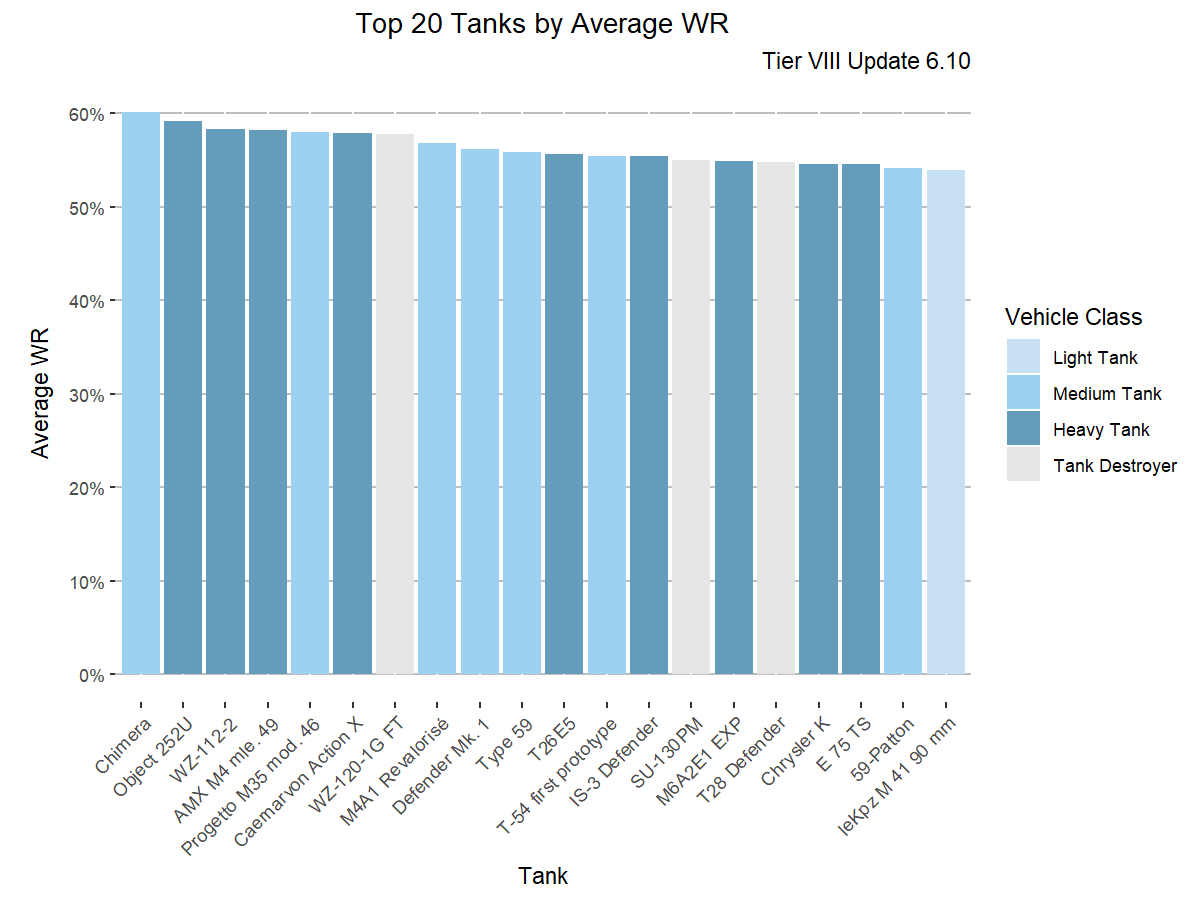 Top 20 Tanks by Average WR
Tier VIII Update 6.10
Average WR
60%
50%
40%
30%
20%
10%
0%
Chimera
Object 252U
WZ-112-2
AMX M4 mle. 49
Progetto M35 mod. 46
Caernarvon Action X
WZ-120-1G FT
M4A1 Revalorisé
Defender Mk. 1
Type 59
T26E5
T-54 first prototype
IS-3 Defender
SU-130PM
M6A2E1 EXP
T28 Defender
Chrysler K
E 75 TS
59-Patton
leKpz M 41 90 mm
Tank
Vehicle Class
Light Tank
Medium Tank
Heavy Tank
Tank Destroyer